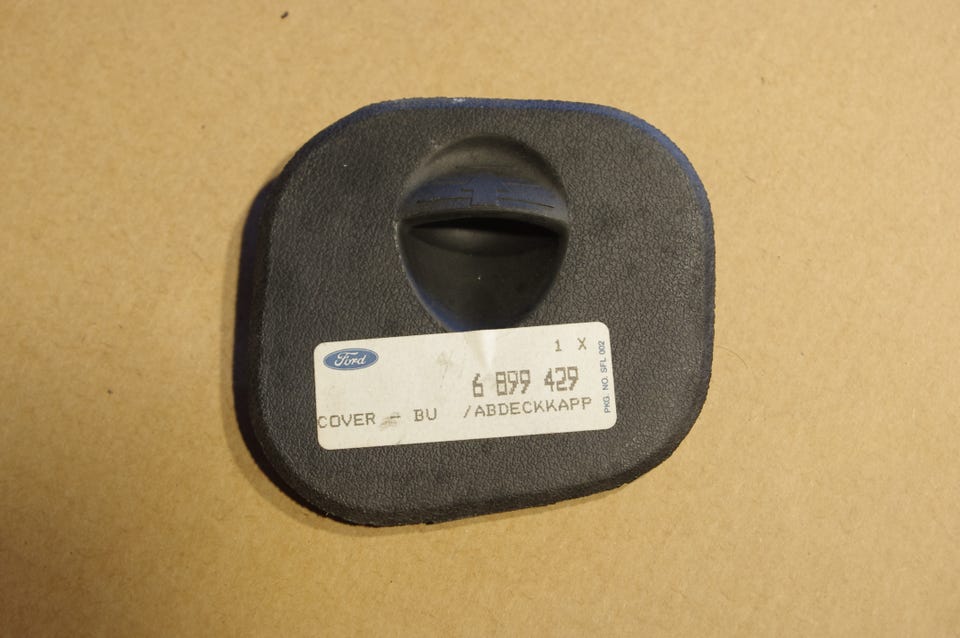 Ford
1 X
6 899 429
COVER - BU /ABDECKKAPP
PKG. NO. SFL 002